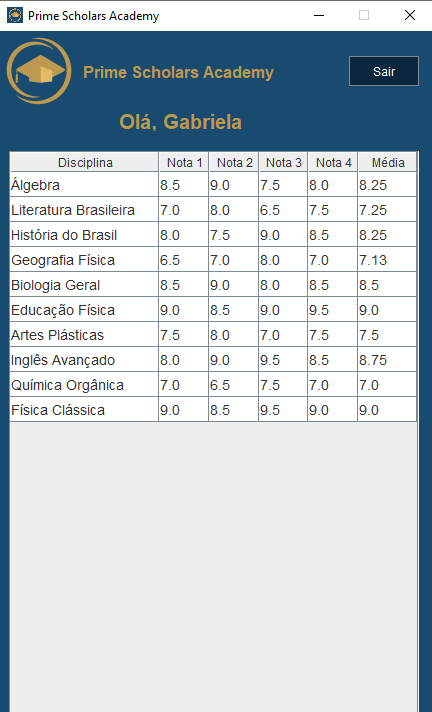 Prime Scholars Academy
Prime Scholars Academy
Sair
Olá, Gabriela
Disciplina Nota 1 Nota 2 Nota 3 Nota 4 Média
Álgebra 8.5 9.0 7.5 8.0 8.25
Literatura Brasileira 7.0 8.0 6.5 7.5 7.25
História do Brasil 8.0 7.5 9.0 8.5 8.25
Geografia Física 6.5 7.0 8.0 7.0 7.13
Biologia Geral 8.5 9.0 8.0 8.5 8.5
Educação Física 9.0 8.5 9.0 9.5 9.0
Artes Plásticas 7.5 8.0 7.0 7.5 7.5
Inglês Avançado 8.0 9.0 9.5 8.5 8.75
Química Orgânica 7.0 6.5 7.5 7.0 7.0
Física Clássica 9.0 8.5 9.5 9.0 9.0